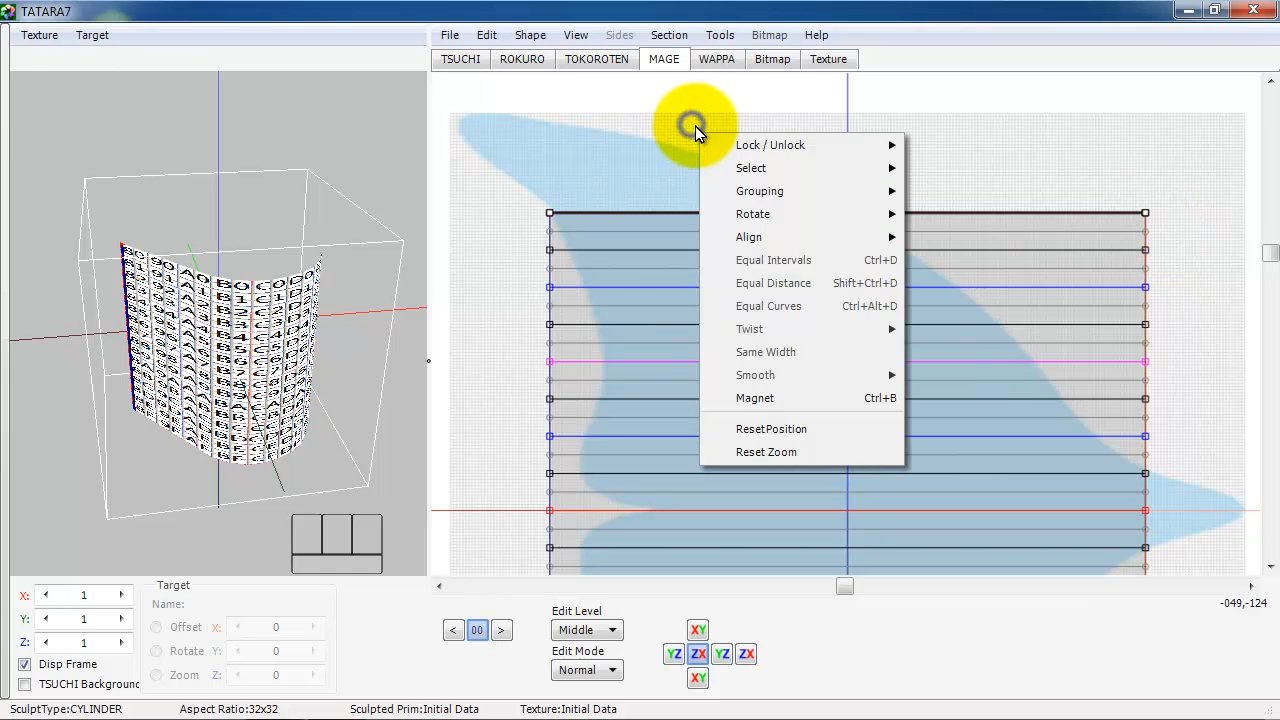 TATARA7
Texture Target
File Edit Shape View Sides Section Tools Bitmap Help
TSUCHI ROKURO TOKOROTEN MAGE WAPPA Bitmap Texture
Lock / Unlock
Select
Grouping
Rotate
Align
Equal Intervals Ctrl+D
Equal Distance Shift+Ctrl+D
Equal Curves Ctrl+Alt+D
Twist
Same Width
Smooth
Magnet Ctrl+B
ResetPosition
Reset Zoom
X: 1
Y: 1
Z: 1
Disp Frame
TSUCHI Background
Target
Name:
Offset X: 0
Rotate Y: 0
Zoom Z: 0
< 00 >
Edit Level
Middle
Edit Mode
Normal
XY
YZ ZX YZ ZX
XY
-049,-124
SculptType:CYLINDER Aspect Ratio:32x32 Sculpted Prim:Initial Data Texture:Initial Data